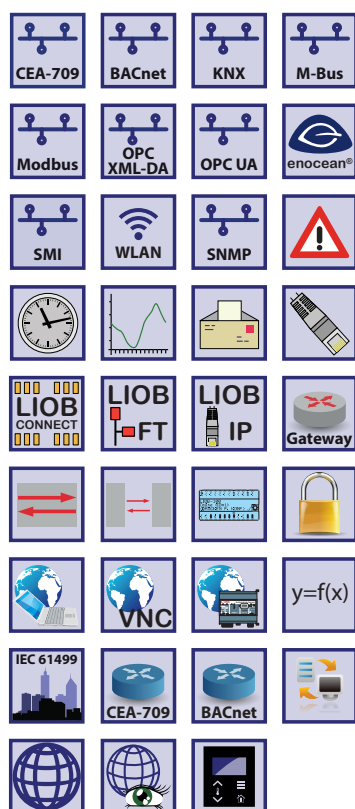 CEA-709 BACnet KNX M-Bus
Modbus OPC XML-DA OPC UA enocean®
SMI WLAN SNMP
LIOB CONNECT LIOB FT LIOB IP Gateway
VNC y=f(x)
IEC 61499 CEA-709 BACnet